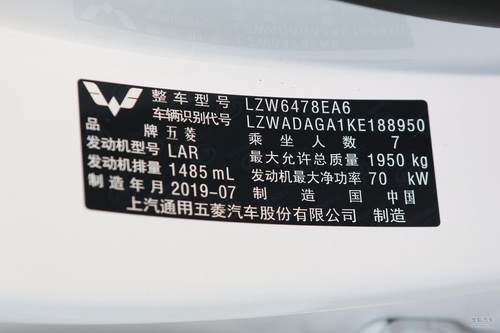 整车型号 LZW6478EA6
车辆识别代号 LZWADAGA1KE188950
品牌 五菱 乘坐人数 7
发动机型号 LAR 最大允许总质量 1950 kg
发动机排量 1485 mL 发动机最大净功率 70 kW
制造年月 2019-07 制造国 中国
上汽通用五菱汽车股份有限公司 制造